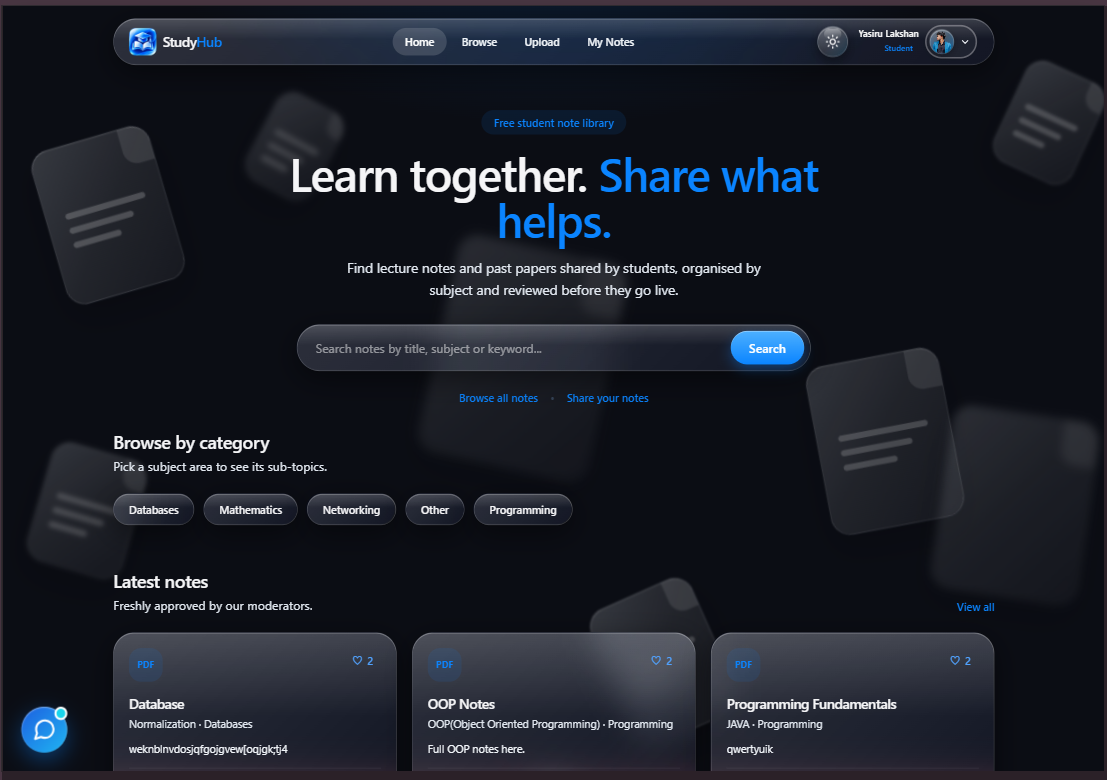 StudyHub
Home Browse Upload My Notes
Yasiru Lakshan
Student
Free student note library
Learn together. Share what
helps.
Find lecture notes and past papers shared by students, organised by
subject and reviewed before they go live.
Search notes by title, subject or keyword...
Search
Browse all notes • Share your notes
Browse by category
Pick a subject area to see its sub-topics.
Databases Mathematics Networking Other Programming
Latest notes
Freshly approved by our moderators.
View all
PDF ♡ 2
Database
Normalization · Databases
weknblnvdosjqfgojgvew[oqjgk;tj4
PDF ♡ 2
OOP Notes
OOP(Object Oriented Programming) · Programming
Full OOP notes here.
PDF ♡ 2
Programming Fundamentals
JAVA · Programming
qwertyuik